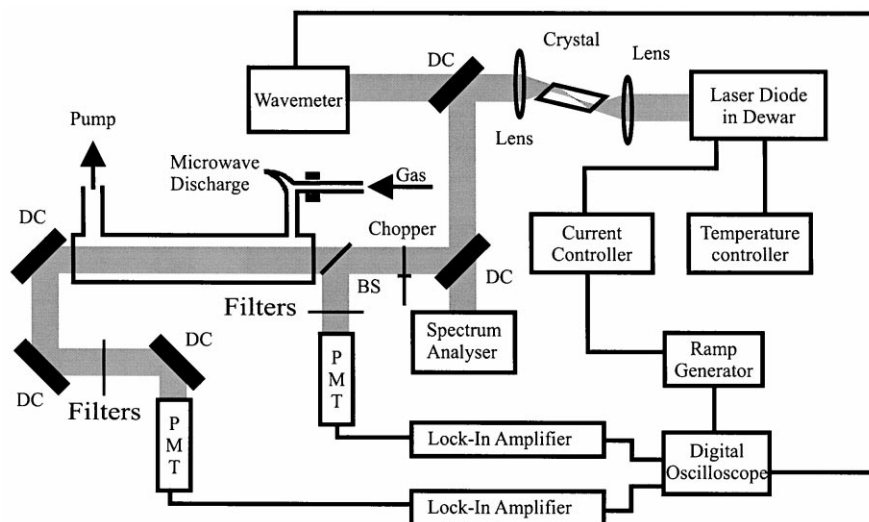 Crystal
DC
Lens
Wavemeter
Laser Diode
in Dewar
Lens
Pump
Microwave
Discharge
Gas
DC
Chopper
Current
Controller
Temperature
controller
BS
DC
Filters
Spectrum
Analyser
DC
Ramp
Generator
DC
Filters
P
M
T
P
M
T
Lock-In Amplifier
Digital
Oscilloscope
Lock-In Amplifier